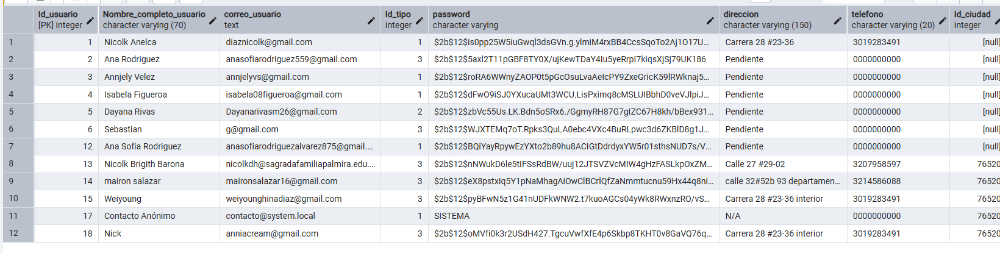 Id_usuario Nombre_completo_usuario correo_usuario Id_tipo password direccion telefono Id_ciudad
[PK] integer character varying (70) text integer character varying character varying (150) character varying (20) integer
1 1 Nicolk Anelca diaznicolk@gmail.com 1 $2b$12$is0pp25W5iuGwql3dsGVn.g.ylmiM4rxBB4CcsSqoTo2Aj1O17U... Carrera 28 #23-36 3019283491 [null]
2 2 Ana Rodriguez anasofiarodriguez559@gmail.com 3 $2b$12$5axl2T11pGBF8TY0X/ujKewTDaY4Iu5yeRrpI7kiqsXjSj79UK186 Pendiente 0000000000 [null]
3 3 Annjely Velez annjelyvs@gmail.com 1 $2b$12$roRA6WWnyZAOP0t5pGcOsuLvaAeIcPY9ZxeGricK59lRWknaj5... Pendiente 0000000000 [null]
4 4 Isabela Figueroa isabela08figueroa@gmail.com 1 $2b$12$dFwO9iSJ0YXucaUMt3WCU.LisPximq8cMSLUIBbhD0veVJlpiJ... Pendiente 0000000000 [null]
5 5 Dayana Rivas Dayanarivasm26@gmail.com 2 $2b$12$zbVc55Us.LK.Bdn5oSRx6./GgmyRH87G7gIZC67H8kh/bBex931... Pendiente 0000000000 [null]
6 6 Sebastian g@gmail.com 3 $2b$12$WJXTEMq7oT.Rpks3QuLA0ebc4VXc4BuRLpwc3d6ZKBlD8g1J... Pendiente 0000000000 [null]
7 12 Ana Sofia Rodriguez anasofiarodriguezalvarez875@gmail.... 1 $2b$12$BQiYayRpywEzYXto2b89hu8ACIGtDdrdyxYW5r01sthsNUD7s/V... Pendiente 0000000000 [null]
8 13 Nicolk Brigith Barona nicolkdh@sagradafamiliapalmira.edu.... 3 $2b$12$nNWukD6le5tIFSsRdBW/uuj12JTSVZVcMIW4gHzFASLkpOxZM... Calle 27 #29-02 3207958597 76520
9 14 mairon salazar maironsalazar16@gmail.com 3 $2b$12$eX8pstxIq5Y1pNaMhagAiOwClBCrlQfZaNmmtucnu59Hx44q8ni... calle 32#52b 93 departamen... 3214586088 76520
10 15 Weiyoung weiyounghinadiaz@gmail.com 3 $2b$12$pyBFwN5z1G41nUDFkWNW2.t7kuoAGCs04yWk8RWxnzRO/vS... Carrera 28 #23-36 interior 3019283491 76520
11 17 Contacto Anónimo contacto@system.local 1 SISTEMA N/A 0000000000 76520
12 18 Nick anniacream@gmail.com 3 $2b$12$oMVfi0k3r2USdH427.TgcuVwfXfE4p6Skbp8TKHT0v8GaVQ76q... Carrera 28 #23-36 interior 3019283491 76520